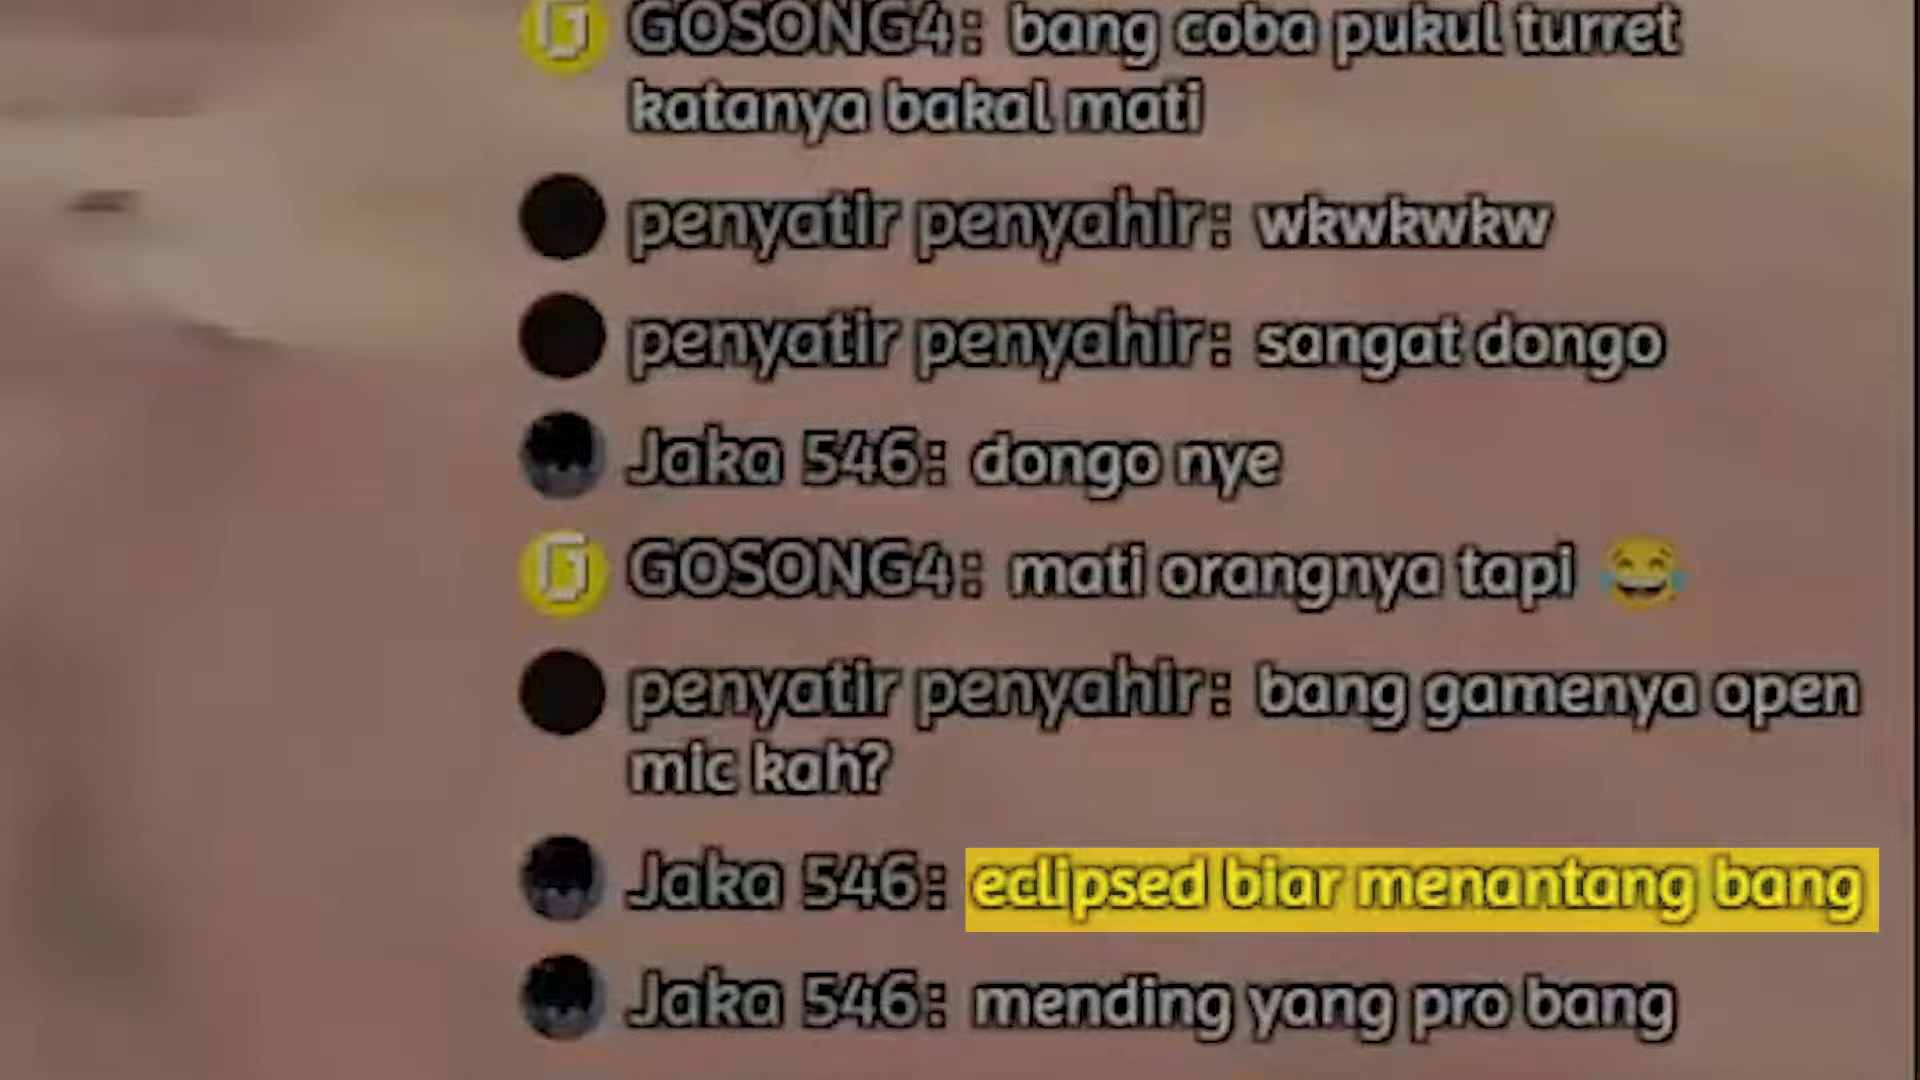 GOSONG4: bang coba pukul turret
katanya bakal mati
penyatir penyahir: wkwkwkw
penyatir penyahir: sangat dongo
Jaka 546: dongo nye
GOSONG4: mati orangnya tapi 😂
penyatir penyahir: bang gamenya open
mic kah?
Jaka 546: eclipsed biar menantang bang
Jaka 546: mending yang pro bang